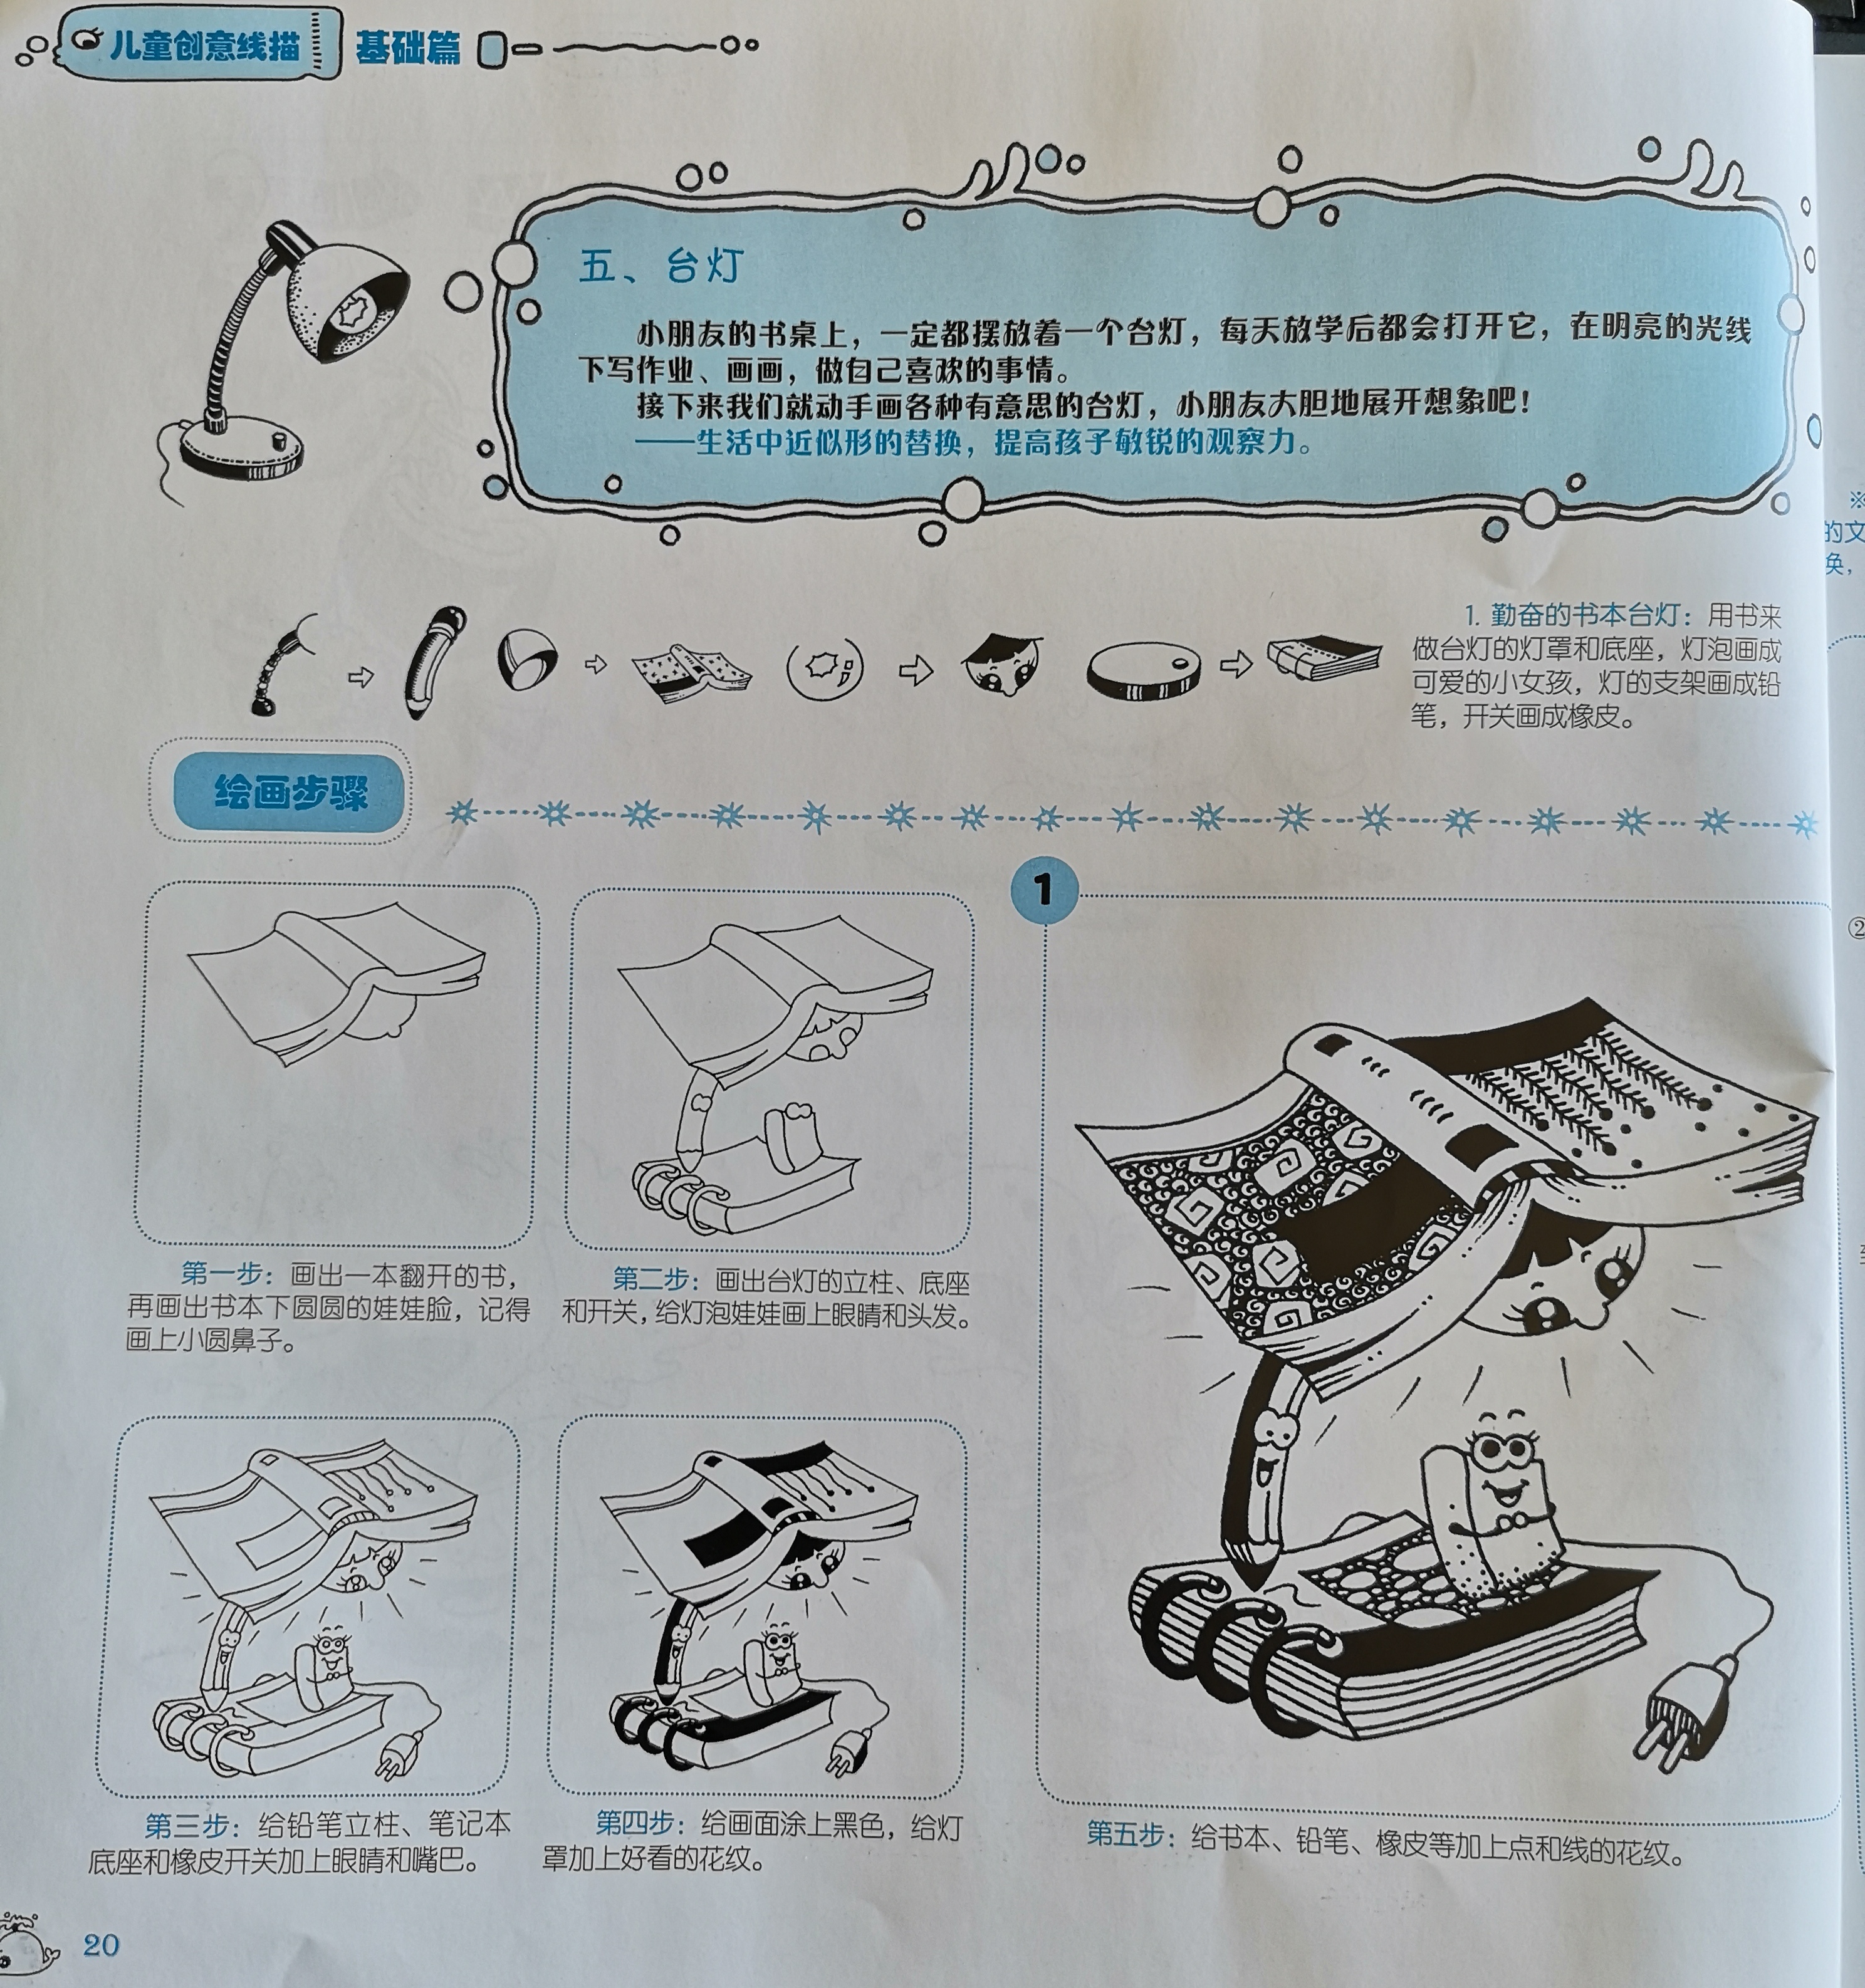 儿童创意线描 基础篇
五、台灯
小朋友的书桌上，一定都摆放着一个台灯，每天放学后都会打开它，在明亮的光线
下写作业、画画，做自己喜欢的事情。
接下来我们就动手画各种有意思的台灯，小朋友大胆地展开想象吧！
——生活中近似形的替换，提高孩子敏锐的观察力。
1. 勤奋的书本台灯：用书来
做台灯的灯罩和底座，灯泡画成
可爱的小女孩，灯的支架画成铅
笔，开关画成橡皮。
绘画步骤
第一步：画出一本翻开的书，
再画出书本下圆圆的娃娃脸，记得
画上小圆鼻子。
第二步：画出台灯的立柱、底座
和开关，给灯泡娃娃画上眼睛和头发。
第三步：给铅笔立柱、笔记本
底座和橡皮开关加上眼睛和嘴巴。
第四步：给画面涂上黑色，给灯
罩加上好看的花纹。
1
第五步：给书本、铅笔、橡皮等加上点和线的花纹。
20
※
的文
换，
②